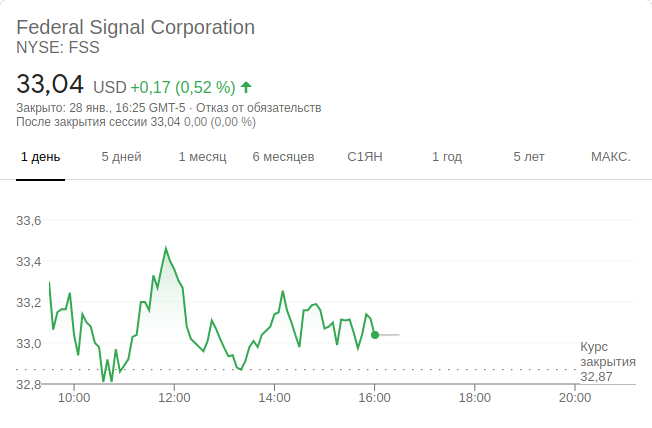 Federal Signal Corporation
NYSE: FSS
33,04 USD +0,17 (0,52 %)
Закрыто: 28 янв., 16:25 GMT-5 · Отказ от обязательств
После закрытия сессии 33,04 0,00 (0,00 %)
1 день 5 дней 1 месяц 6 месяцев С1ЯН 1 год 5 лет МАКС.
33,6
33,4
33,2
33,0
Курс
закрытия
32,87
32,8
10:00 12:00 14:00 16:00 18:00 20:00